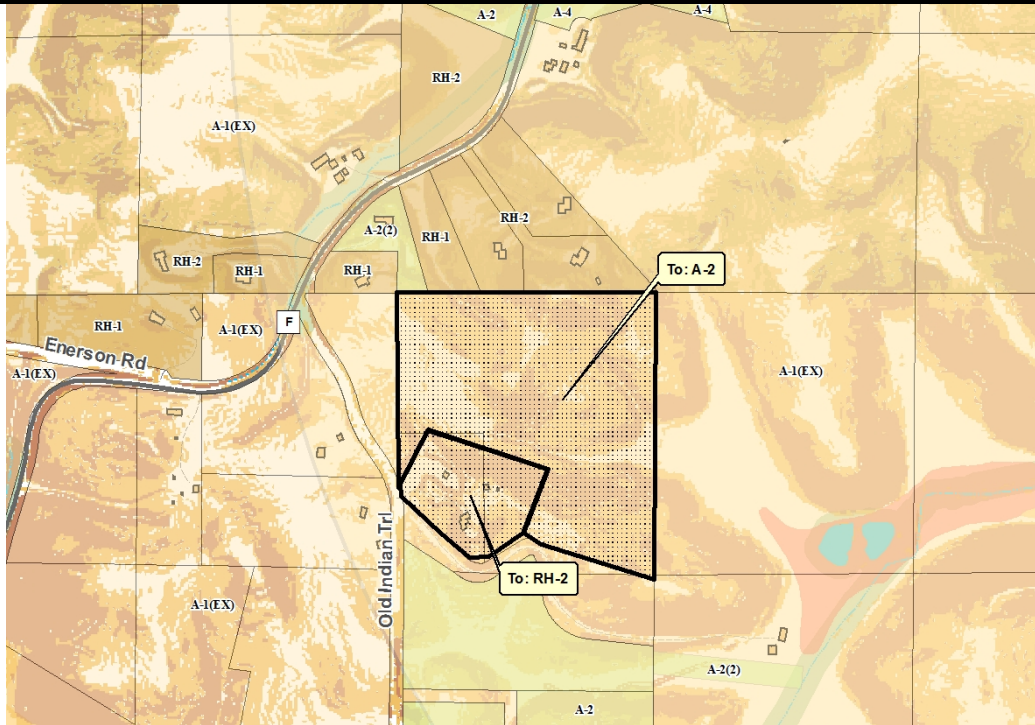 A-2
A-4
A-4
RH-2
A-1(EX)
RH-2
A-2(2)
RH-1
RH-2
RH-1
RH-1
To: A-2
RH-1
A-1(EX)
F
Enerson Rd
A-1(EX)
A-1(EX)
Old Indian Trl
To: RH-2
A-1(EX)
A-2(2)
A-2